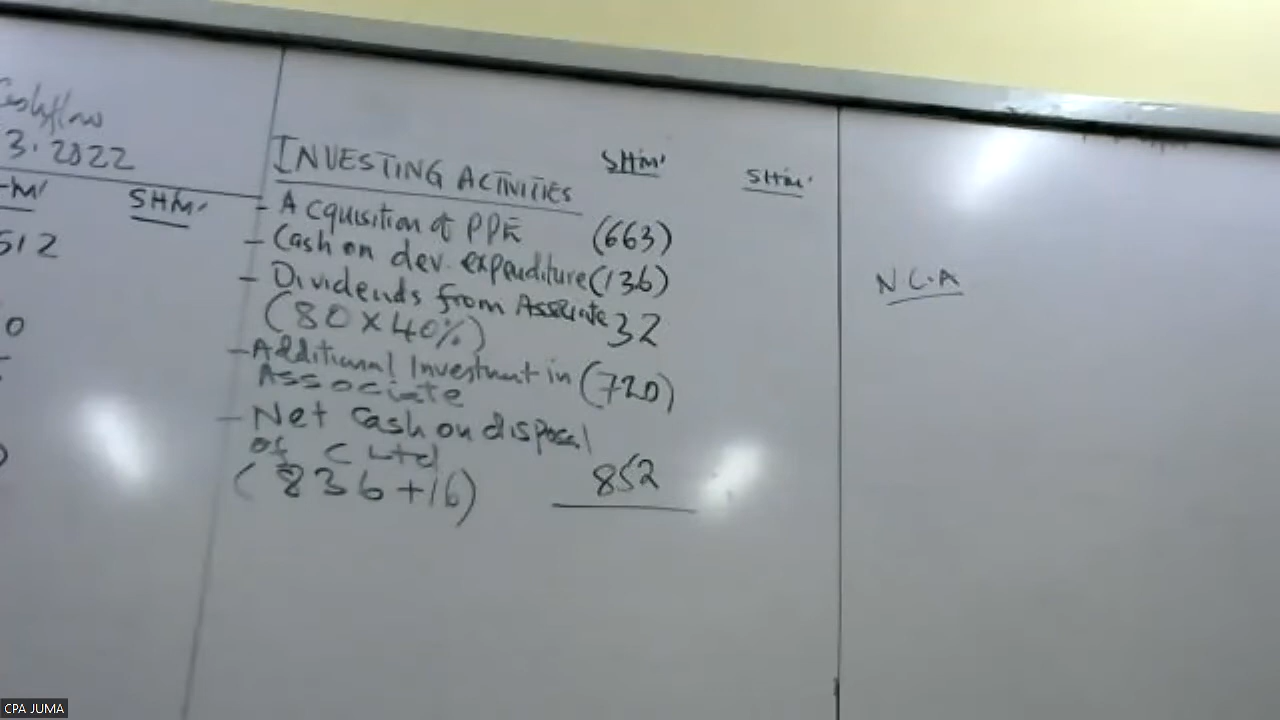 Cashflow
3.2022
SHM'
512
0
INVESTING ACTIVITIES SHM' SHM'
- Acquisition of PPE (663)
- Cash on dev. expenditure (136)
- Dividends from Associate 32
(80 X 40%)
- Additional Investment in (720)
Associate
- Net cash on disposal
of C Ltd 852
(836+16)
N.C.A
CPA JUMA